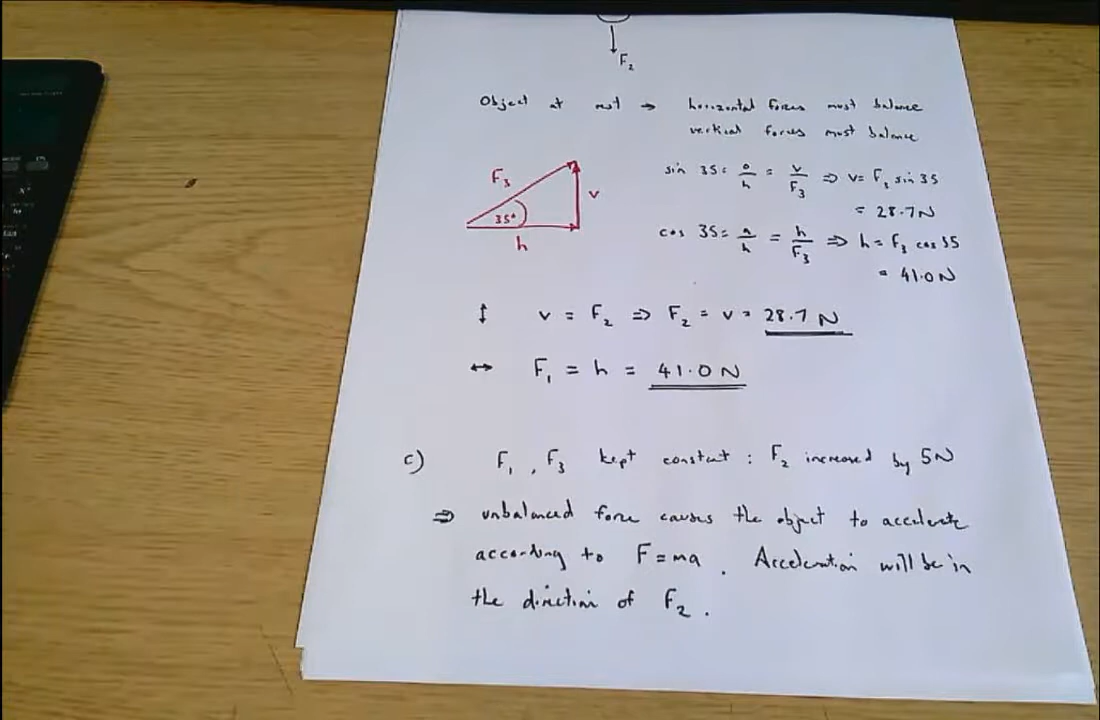 F₂
Object at rest → horizontal forces must balance
vertical forces must balance
F₃
v
35°
h
sin 35 = o/h = v/F₃ ⇒ v = F₃ sin 35
= 28.7N
cos 35 = a/h = h/F₃ ⇒ h = F₃ cos 35
= 41.0N
↕ v = F₂ ⇒ F₂ = v = 28.7 N
↔ F₁ = h = 41.0 N
c) F₁, F₃ kept constant : F₂ increased by 5N
⇒ unbalanced force causes the object to accelerate
according to F = ma. Acceleration will be in
the direction of F₂.